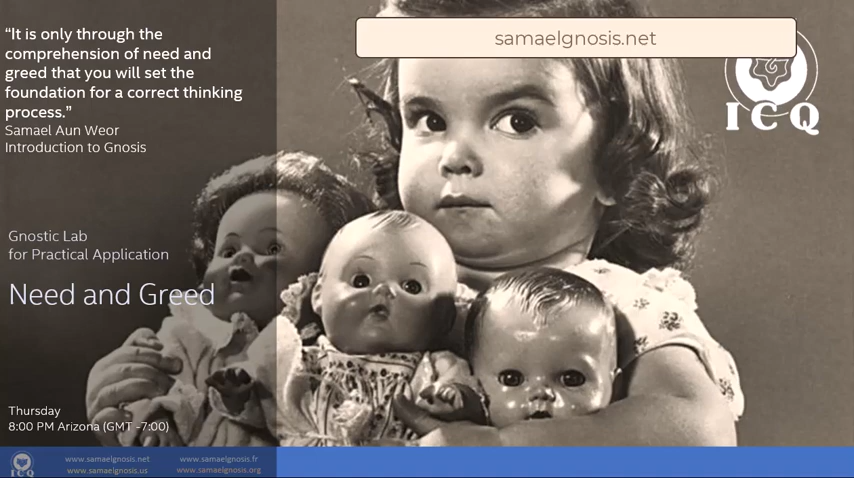 “It is only through the
comprehension of need and
greed that you will set the
foundation for a correct thinking
process.”
Samael Aun Weor
Introduction to Gnosis
samaelgnosis.net
I C Q
Gnostic Lab
for Practical Application
Need and Greed
Thursday
8:00 PM Arizona (GMT -7:00)
I C Q
www.samaelgnosis.net
www.samaelgnosis.fr
www.samaelgnosis.us
www.samaelgnosis.org